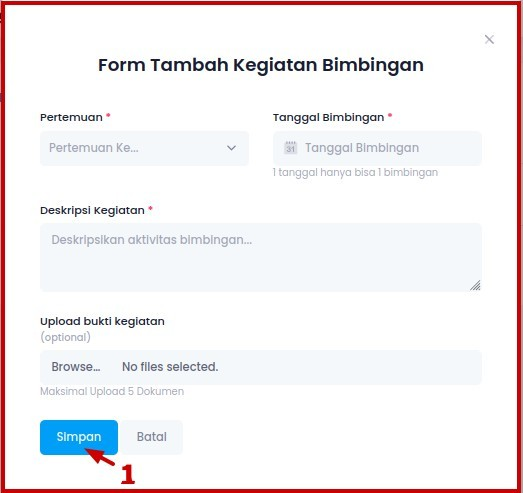 Form Tambah Kegiatan Bimbingan
Pertemuan *
Tanggal Bimbingan *
Pertemuan Ke...
31 Tanggal Bimbingan
1 tanggal hanya bisa 1 bimbingan
Deskripsi Kegiatan *
Deskripsikan aktivitas bimbingan...
Upload bukti kegiatan
(optional)
Browse... No files selected.
Maksimal Upload 5 Dokumen
Simpan Batal
1